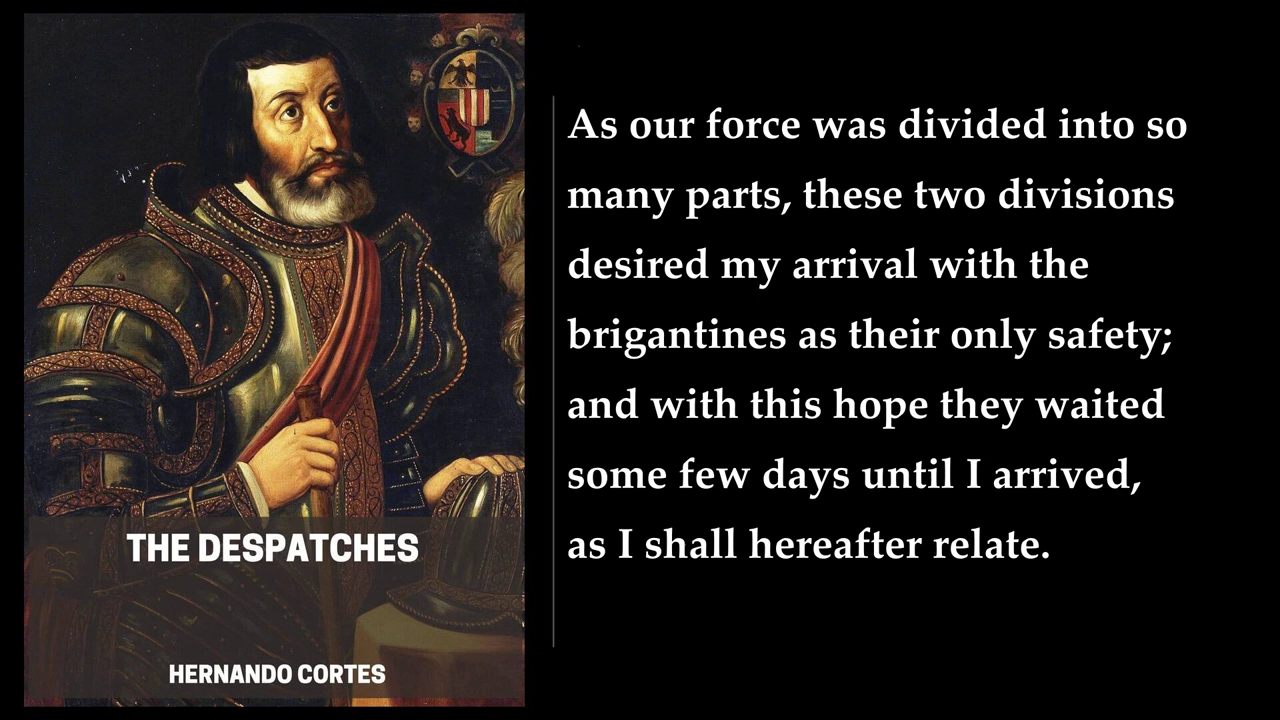 THE DESPATCHES
HERNANDO CORTES
As our force was divided into so
many parts, these two divisions
desired my arrival with the
brigantines as their only safety;
and with this hope they waited
some few days until I arrived,
as I shall hereafter relate.